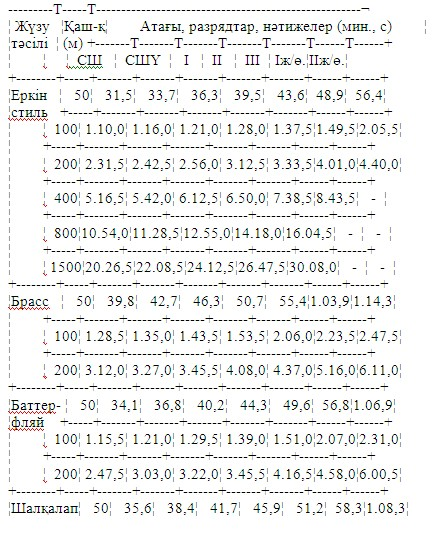 --------T----T---------------------------------------¬
¦ Жүзу ¦Қаш-қ¦ Атағы, разрядтар, нәтижелер (мин., с) ¦
тәсілі ¦(м) +-------T-------T------T------T------T-----T-----+
¦ ¦ СШ ¦ СШҮ ¦ I ¦ II ¦ III ¦Iж/ө.¦IIж/ө.¦
+--------+----+-------+-------+------+------+------+-----+------+
Еркін ¦ 50¦ 31,5¦ 33,7¦ 36,3¦ 39,5¦ 43,6¦ 48,9¦ 56,4¦
стиль +----+------+-------+------+------+------+-----+------+
¦ ¦ 100¦ 1.10,0¦ 1.16,0¦ 1.21,0¦ 1.28,0¦ 1.37,5¦1.49,5¦2.05,5¦
+-----+------+-------+------+------+------+-----+------+
¦ ¦ 200¦ 2.31,5¦ 2.42,5¦ 2.56,0¦ 3.12,5¦ 3.33,5¦4.01,0¦4.40,0¦
+-----+------+-------+------+------+------+-----+------+
¦ ¦ 400¦ 5.16,5¦ 5.42,0¦ 6.12,5¦ 6.50,0¦ 7.38,5¦8.43,5¦ - ¦
+-----+------+-------+------+------+------+-----+------+
¦ ¦ 800¦10.54,0¦11.28,5¦12.55,0¦14.18,0¦16.04,5¦ - ¦ - ¦
+-----+------+-------+------+------+------+-----+------+
¦ ¦1500¦20.26,5¦22.08,5¦24.12,5¦26.47,5¦30.08,0¦ - ¦ - ¦
+--------+----+-------+-------+------+------+------+-----+------+
Брасс ¦ 50¦ 39,8¦ 42,7¦ 46,3¦ 50,7¦ 55,4¦1.03,9¦1.14,3¦
+-----+------+-------+------+------+------+-----+------+
¦ ¦ 100¦ 1.28,5¦ 1.35,0¦ 1.43,5¦ 1.53,5¦ 2.06,0¦2.23,5¦2.47,5¦
+-----+------+-------+------+------+------+-----+------+
¦ ¦ 200¦ 3.12,0¦ 3.27,0¦ 3.45,5¦ 4.08,0¦ 4.37,0¦5.16,0¦6.11,0¦
+--------+----+-------+-------+------+------+------+-----+------+
Баттер-¦ 50¦ 34,1¦ 36,8¦ 40,2¦ 44,3¦ 49,6¦ 56,8¦1.06,9¦
фляй +----+------+-------+------+------+------+-----+------+
¦ ¦ 100¦ 1.15,5¦ 1.21,0¦ 1.29,5¦ 1.39,0¦ 1.51,0¦2.07,0¦2.31,0¦
+-----+------+-------+------+------+------+-----+------+
¦ ¦ 200¦ 2.47,5¦ 3.03,0¦ 3.22,0¦ 3.45,5¦ 4.16,5¦4.58,0¦6.00,5¦
+--------+----+-------+-------+------+------+------+-----+------+
¦Шалқалап¦ 50¦ 35,6¦ 38,4¦ 41,7¦ 45,9¦ 51,2¦ 58,3¦1.08,3¦